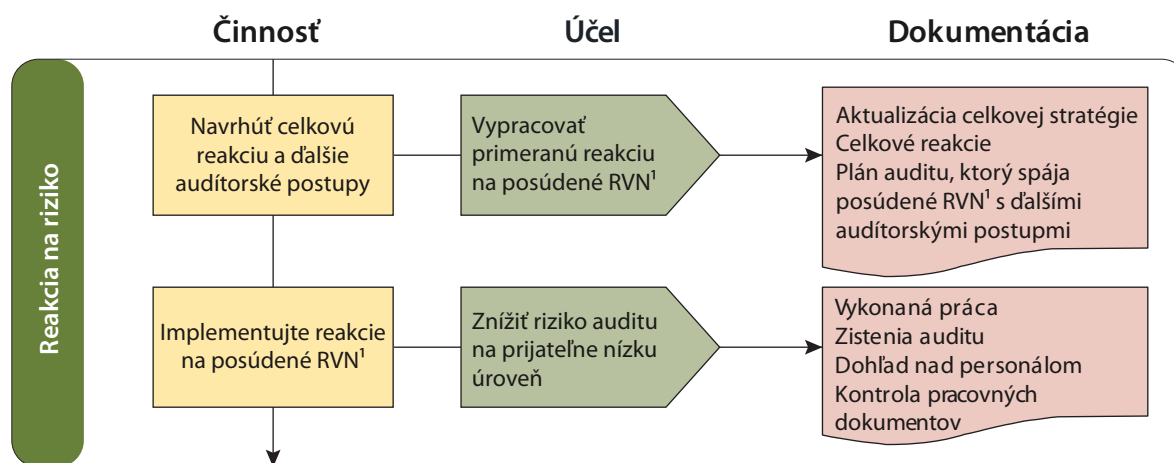 Činnosť
Účel
Dokumentácia
Reakcia na riziko
Navrhúť celkovú
reakciu a ďalšie
audítorské postupy
Vypracovať
primeranú reakciu
na posúdené RVN¹
Aktualizácia celkovej stratégie
Celkové reakcie
Plán auditu, ktorý spája
posúdené RVN¹ s ďalšími
audítorskými postupmi
Implementujte reakcie
na posúdené RVN¹
Znížiť riziko auditu
na prijateľne nízku
úroveň
Vykonaná práca
Zistenia auditu
Dohľad nad personálom
Kontrola pracovných
dokumentov